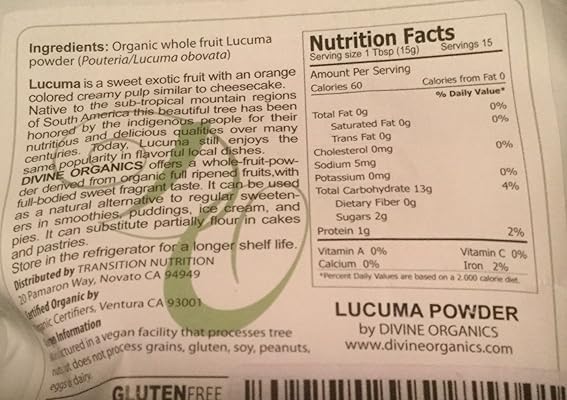 Ingredients: Organic whole fruit Lucuma
powder (Pouteria/Lucuma obovata)
Lucuma is a sweet exotic fruit with an orange
colored creamy pulp similar to cheesecake.
Native to the sub-tropical mountain regions
of South America this beautiful tree has been
honored by the indigenous people for their
nutritious and delicious qualities over many
centuries. Today, Lucuma still enjoys the
same popularity in flavorful local dishes.
DIVINE ORGANICS offers a whole-fruit-pow-
der derived from organic full ripened fruits,with
full-bodied sweet fragrant taste. It can be used
as a natural alternative to regular sweeten-
ers in smoothies, puddings, ice cream, and
pies. It can substitute partially flour in cakes
and pastries.
Store in the refrigerator for a longer shelf life.
Distributed by TRANSITION NUTRITION
20 Pamaron Way, Novato CA 94949
Certified Organic by
Organic Certifiers, Ventura CA 93001
Information
in a vegan facility that processes tree
does not process grains, gluten, soy, peanuts,
eggs dairy.
GLUTENFREE
Nutrition Facts
Serving size 1 Tbsp (15g) Servings 15
Amount Per Serving
Calories 60 Calories from Fat 0
% Daily Value*
Total Fat 0g 0%
Saturated Fat 0g 0%
Trans Fat 0g
Cholesterol 0mg 0%
Sodium 5mg
Potassium 0mg 0%
Total Carbohydrate 13g 4%
Dietary Fiber 0g
Sugars 2g
Protein 1g 2%
Vitamin A 0% Vitamin C 0%
Calcium 0% Iron 2%
*Percent Daily Values are based on a 2,000 calorie diet.
LUCUMA POWDER
by DIVINE ORGANICS
www.divineorganics.com